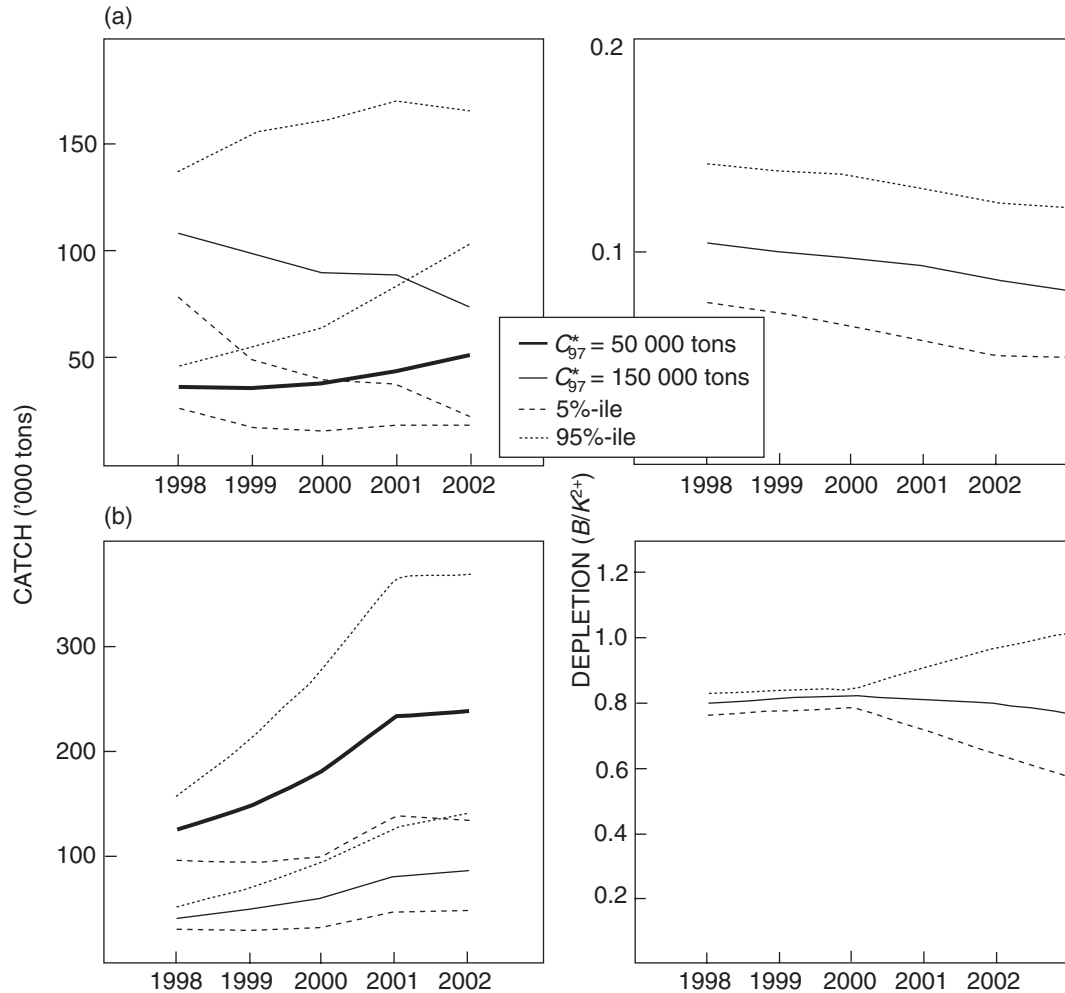 (a)
150
100
50
1998 1999 2000 2001 2002
0.2
0.1
1998 1999 2000 2001 2002
C*97 = 50 000 tons
C*97 = 150 000 tons
5%-ile
95%-ile
CATCH ('000 tons)
DEPLETION (B/K2+)
(b)
300
200
100
1998 1999 2000 2001 2002
1.2
1.0
0.8
0.6
0.4
0.2
1998 1999 2000 2001 2002